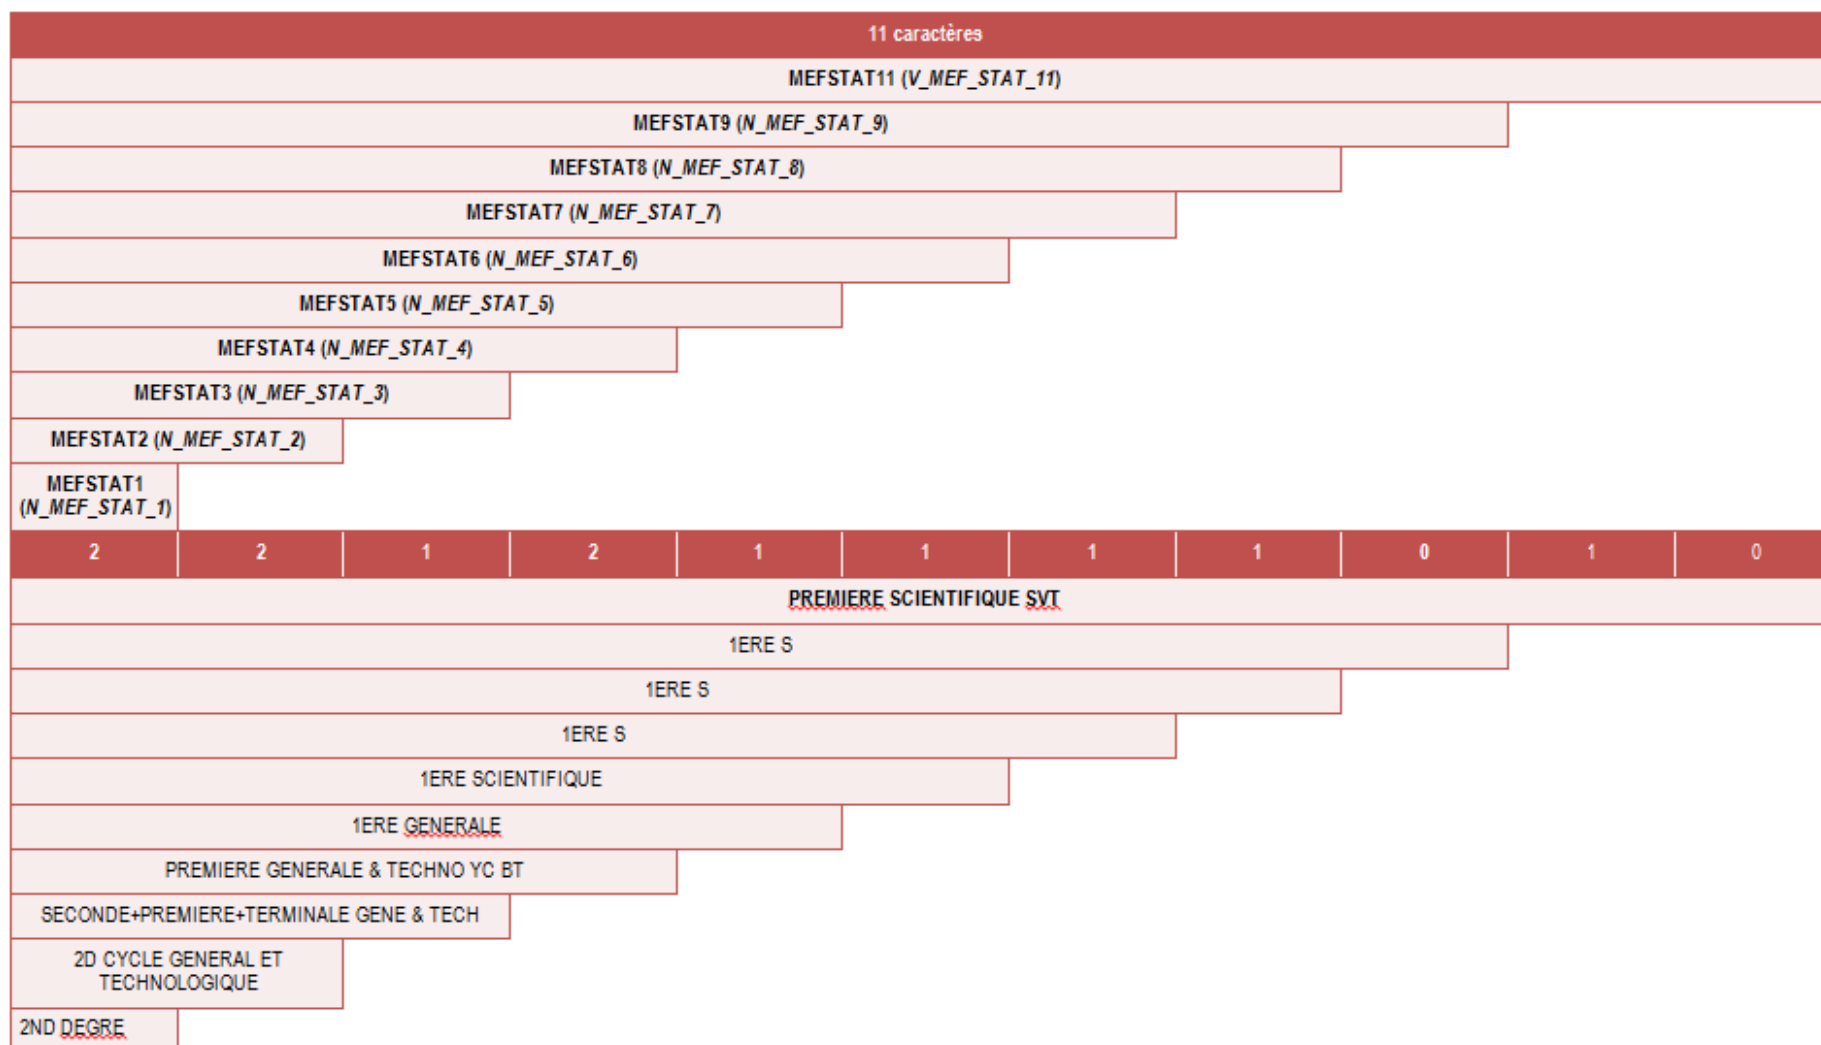 11 caractères
MEFSTAT11 (V_MEF_STAT_11)
MEFSTAT9 (N_MEF_STAT_9)
MEFSTAT8 (N_MEF_STAT_8)
MEFSTAT7 (N_MEF_STAT_7)
MEFSTAT6 (N_MEF_STAT_6)
MEFSTAT5 (N_MEF_STAT_5)
MEFSTAT4 (N_MEF_STAT_4)
MEFSTAT3 (N_MEF_STAT_3)
MEFSTAT2 (N_MEF_STAT_2)
MEFSTAT1
(N_MEF_STAT_1)
2 2 1 2 1 1 1 1 0 1 0
PREMIERE SCIENTIFIQUE SVT
1ERE S
1ERE S
1ERE S
1ERE SCIENTIFIQUE
1ERE GENERALE
PREMIERE GENERALE & TECHNO YC BT
SECONDE+PREMIERE+TERMINALE GENE & TECH
2D CYCLE GENERAL ET
TECHNOLOGIQUE
2ND DEGRE